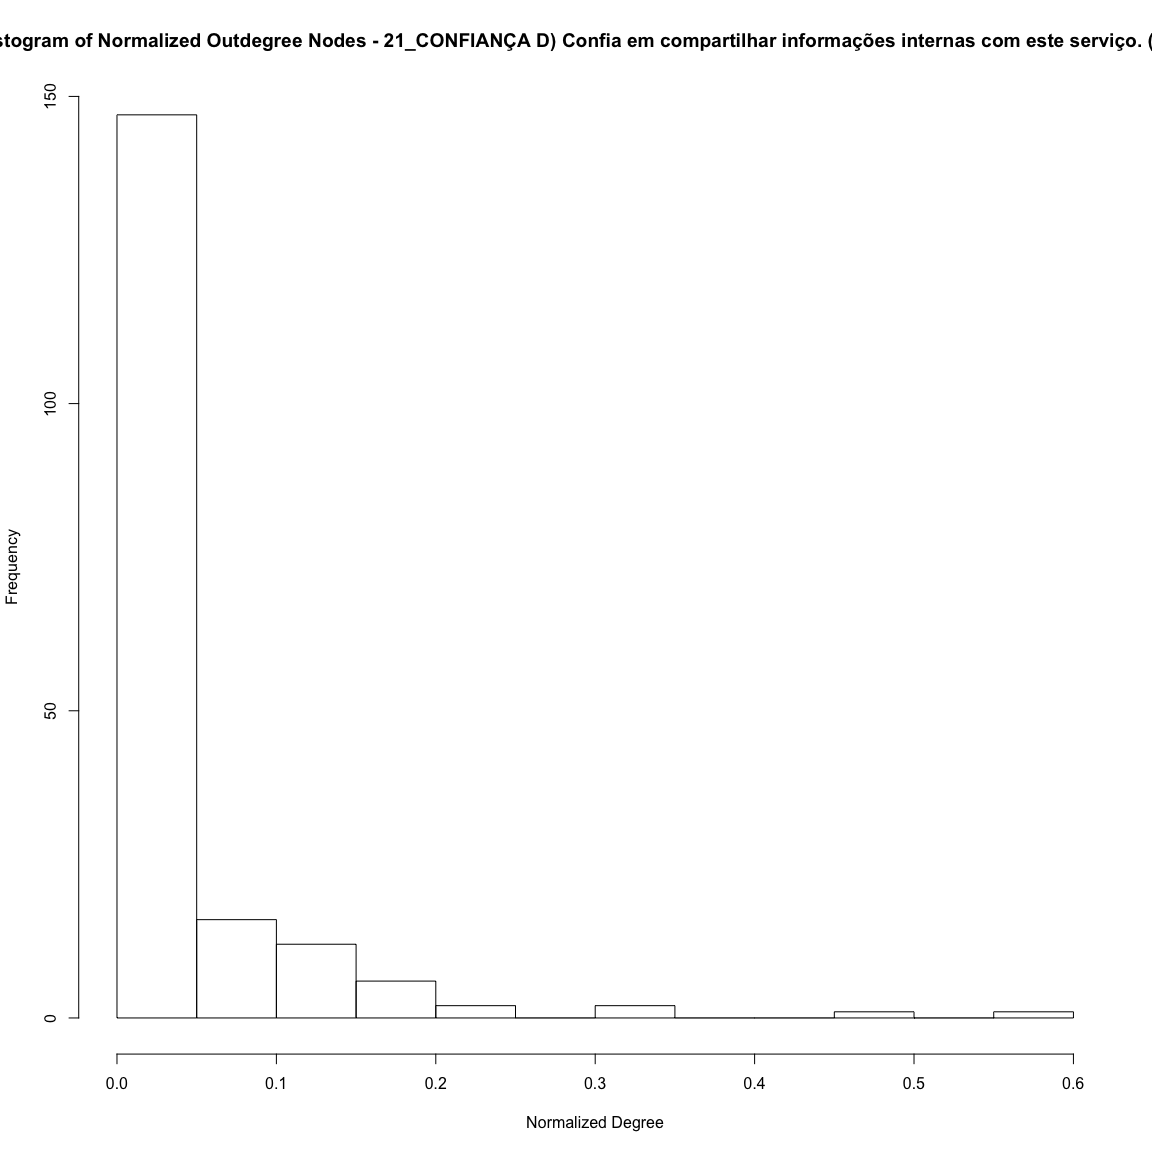 stogram of Normalized Outdegree Nodes - 21_CONFIANÇA D) Confia em compartilhar informações internas com este serviço. (
150
100
50
0
Frequency
0.0 0.1 0.2 0.3 0.4 0.5 0.6
Normalized Degree